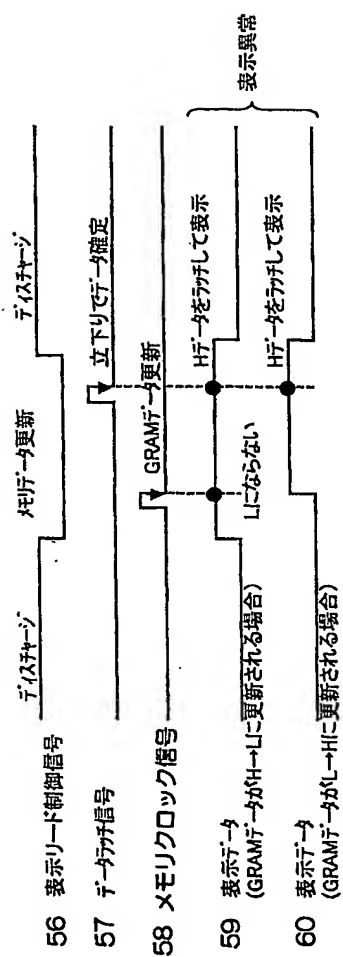 56 表示リード制御信号
ディスチャージ
メモリデータ更新
ディスチャージ
57 データラッチ信号
立下りでデータ確定
58 メモリクロック信号
GRAMデータ更新
59 表示データ
(GRAMデータがH→Lに更新される場合)
Lにならない
Hデータをラッチして表示
60 表示データ
(GRAMデータがL→Hに更新される場合)
Hデータをラッチして表示
表示異常